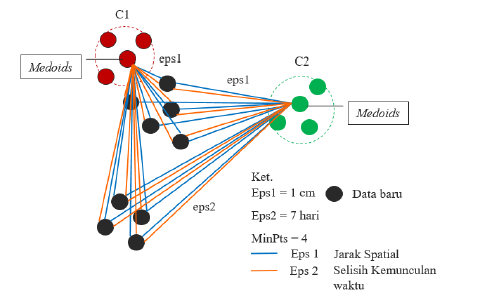 C1
eps1
Medoids
eps1
C2
Medoids
eps2
Ket.
Eps1 = 1 cm
Data baru
Eps2 = 7 hari
MinPts = 4
Eps 1 Jarak Spatial
Eps 2 Selisih Kemunculan
waktu